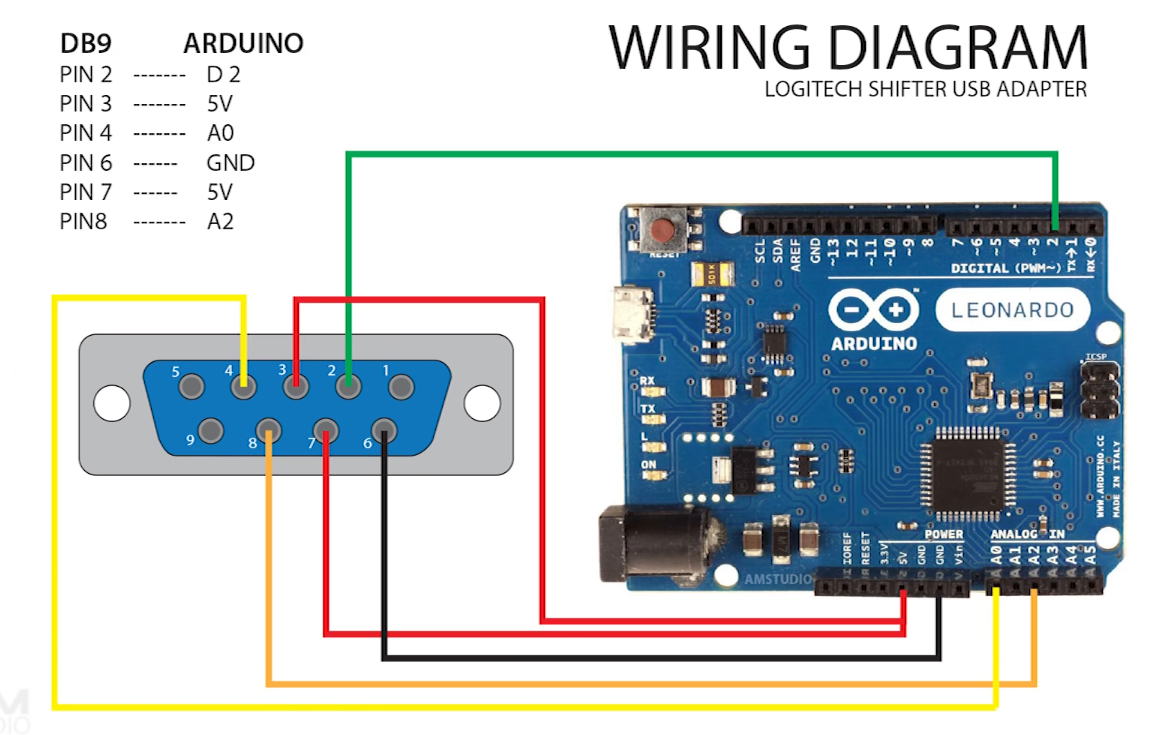 WIRING DIAGRAM
LOGITECH SHIFTER USB ADAPTER
DB9 ARDUINO
PIN 2 ------- D 2
PIN 3 ------- 5V
PIN 4 ------- A0
PIN 6 ------ GND
PIN 7 ------ 5V
PIN8 ------- A2
5 4 3 2 1
9 8 7 6
RESET
SCL SDA AREF GND ~13 12 ~11 ~10 ~9 8 7 ~6 ~5 4 ~3 2 TX→1 RX←0
DIGITAL (PWM~)
ARDUINO
™
LEONARDO
501K
ICSP
RX
TX
L
ON
WWW.ARDUINO.CC
MADE IN ITALY
POWER
ANALOG IN
IOREF RESET 3.3V 5V GND GND Vin A0 A1 A2 A3 A4 A5
AMSTUDIO